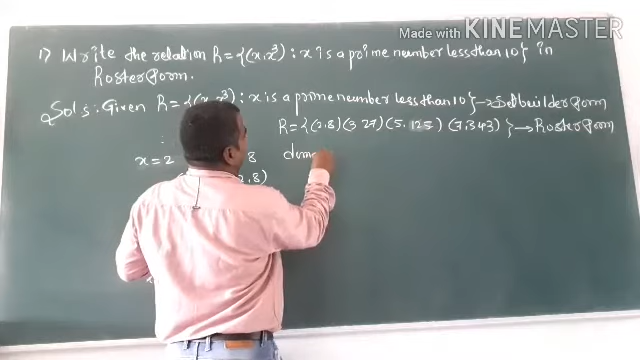 Made with KINEMASTER
1) Write the relation R = {(x, x³) : x is a prime number less than 10} in
Roster form.
Sol: Given R = {(x, x³) : x is a prime number less than 10} → Set builder form
R = {(2,8) (3 27) (5, 125) (7,343) } → Roster form
x = 2 8
dom
2,8)